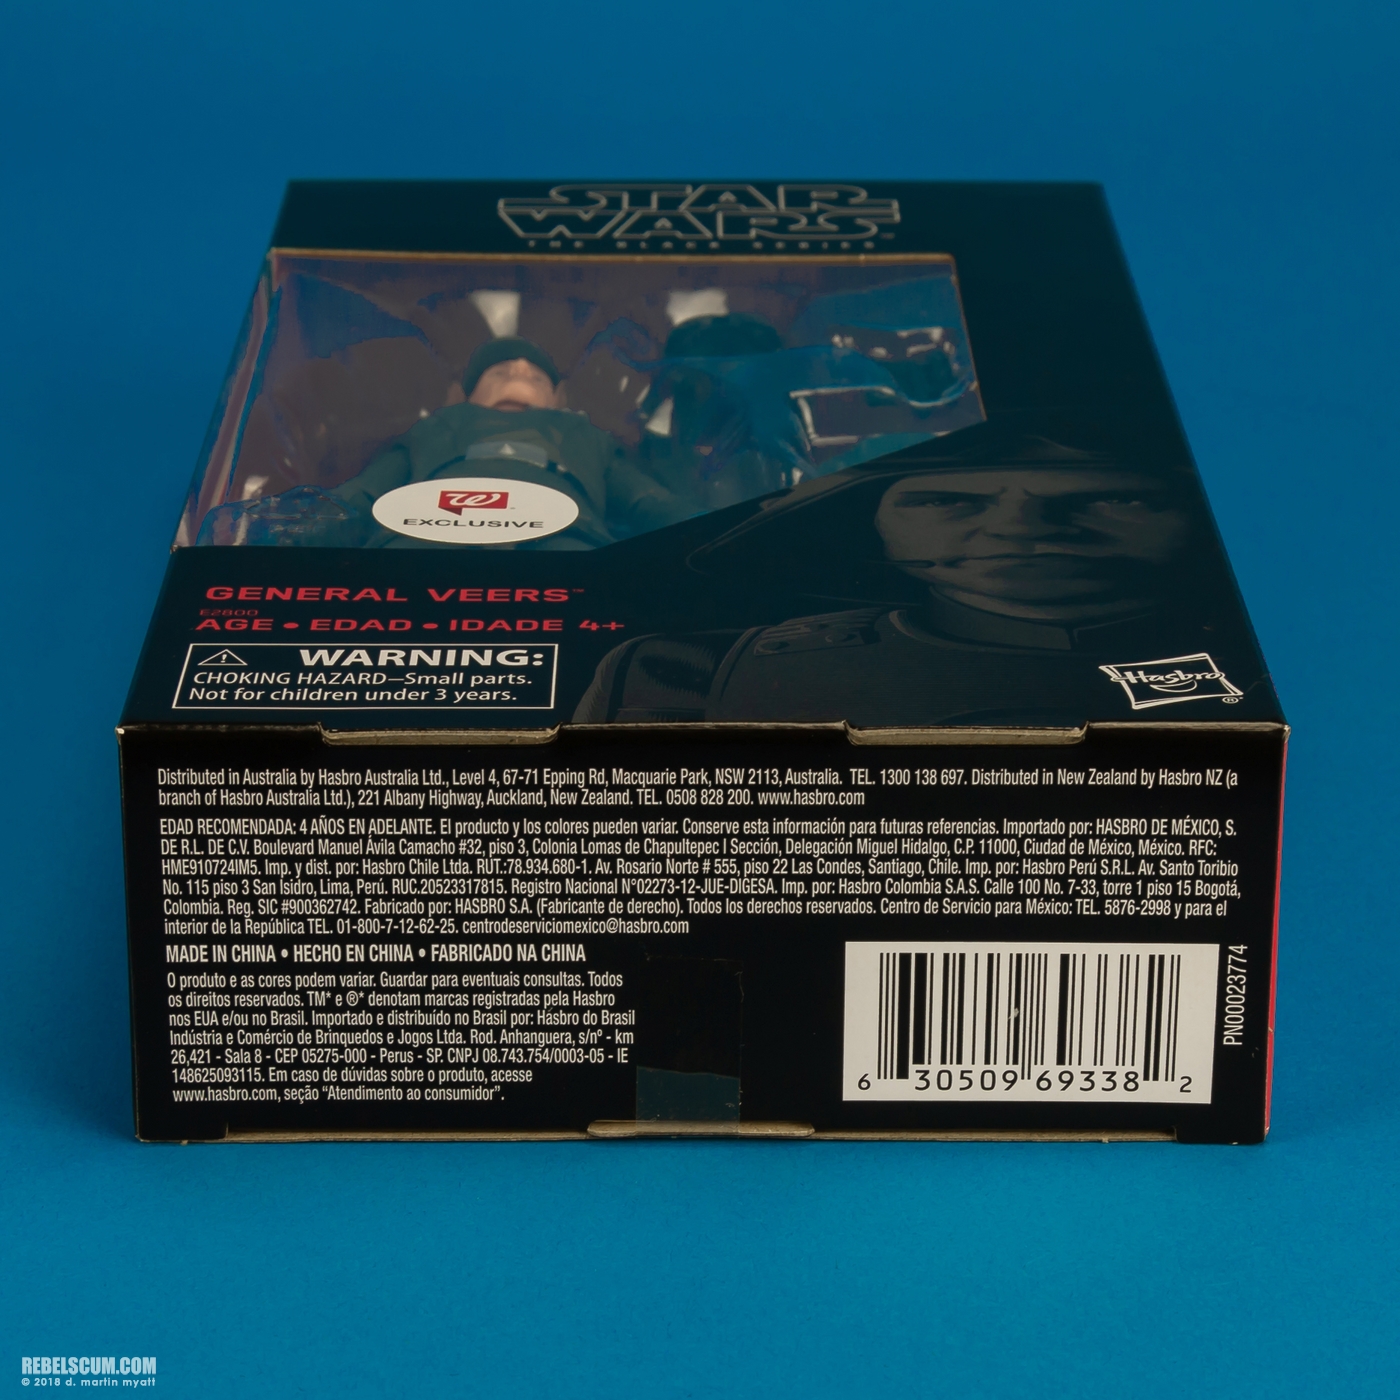 STAR
WARS
THE BLACK SERIES
W
EXCLUSIVE
GENERAL VEERS™
E2800
AGE • EDAD • IDADE 4+
WARNING:
CHOKING HAZARD—Small parts.
Not for children under 3 years.
Hasbro®
Distributed in Australia by Hasbro Australia Ltd., Level 4, 67-71 Epping Rd, Macquarie Park, NSW 2113, Australia. TEL. 1300 138 697. Distributed in New Zealand by Hasbro NZ (a
branch of Hasbro Australia Ltd.), 221 Albany Highway, Auckland, New Zealand. TEL. 0508 828 200. www.hasbro.com
EDAD RECOMENDADA: 4 AÑOS EN ADELANTE. El producto y los colores pueden variar. Conserve esta información para futuras referencias. Importado por: HASBRO DE MÉXICO, S.
DE R.L. DE C.V. Boulevard Manuel Ávila Camacho #32, piso 3, Colonia Lomas de Chapultepec I Sección, Delegación Miguel Hidalgo, C.P. 11000, Ciudad de México, México. RFC:
HME910724IM5. Imp. y dist. por: Hasbro Chile Ltda. RUT.:78.934.680-1. Av. Rosario Norte # 555, piso 22 Las Condes, Santiago, Chile. Imp. por: Hasbro Perú S.R.L. Av. Santo Toribio
No. 115 piso 3 San Isidro, Lima, Perú. RUC.20523317815. Registro Nacional N°02273-12-JUE-DIGESA. Imp. por: Hasbro Colombia S.A.S. Calle 100 No. 7-33, torre 1 piso 15 Bogotá,
Colombia. Reg. SIC #900362742. Fabricado por: HASBRO S.A. (Fabricante de derecho). Todos los derechos reservados. Centro de Servicio para México: TEL. 5876-2998 y para el
interior de la República TEL. 01-800-7-12-62-25. centrodeserviciomexico@hasbro.com
MADE IN CHINA • HECHO EN CHINA • FABRICADO NA CHINA
O produto e as cores podem variar. Guardar para eventuais consultas. Todos
os direitos reservados. TM* e ®* denotam marcas registradas pela Hasbro
nos EUA e/ou no Brasil. Importado e distribuído no Brasil por: Hasbro do Brasil
Indústria e Comércio de Brinquedos e Jogos Ltda. Rod. Anhanguera, s/nº - km
26,421 - Sala 8 - CEP 05275-000 - Perus - SP. CNPJ 08.743.754/0003-05 - IE
148625093115. Em caso de dúvidas sobre o produto, acesse
www.hasbro.com, seção “Atendimento ao consumidor”.
6 30509 69338 2
PN00023774
REBELSCUM.COM
© 2018 d. martin myatt